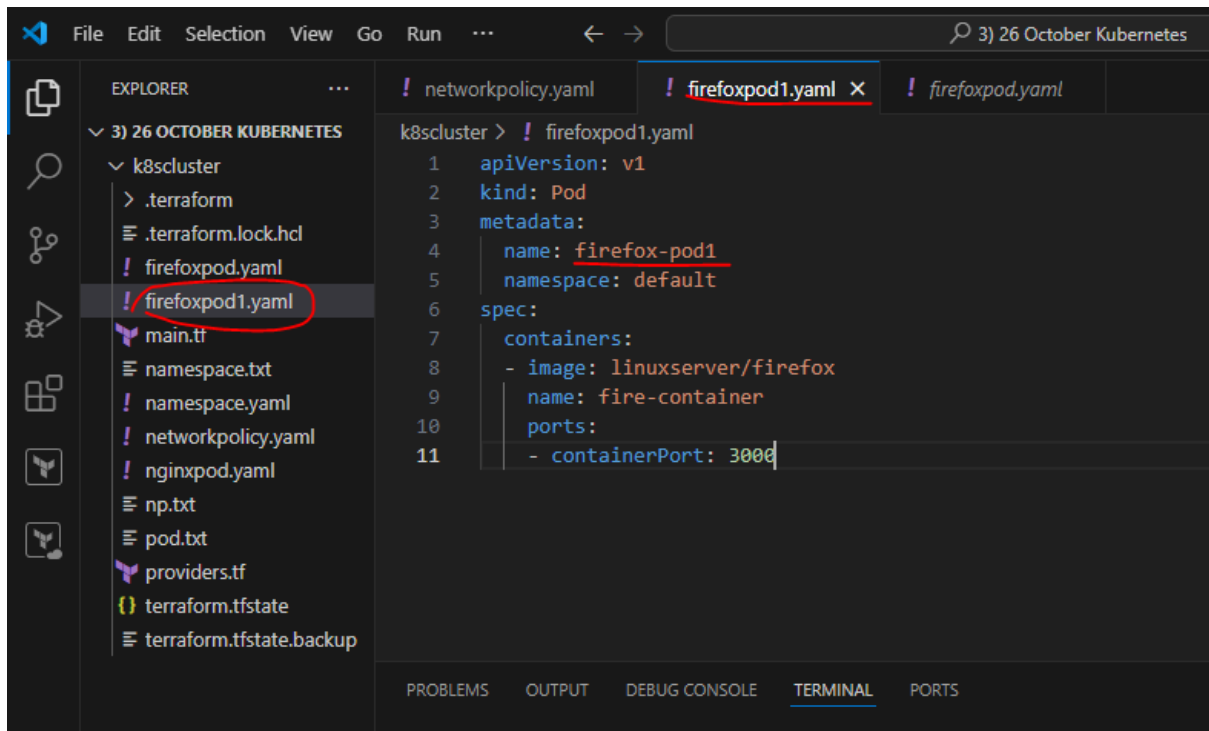 File Edit Selection View Go Run ··· ← → 3) 26 October Kubernetes
EXPLORER ···
3) 26 OCTOBER KUBERNETES
k8scluster
.terraform
.terraform.lock.hcl
firefoxpod.yaml
firefoxpod1.yaml
main.tf
namespace.txt
namespace.yaml
networkpolicy.yaml
nginxpod.yaml
np.txt
pod.txt
providers.tf
terraform.tfstate
terraform.tfstate.backup
! networkpolicy.yaml ! firefoxpod1.yaml × ! firefoxpod.yaml
k8scluster > ! firefoxpod1.yaml
1 apiVersion: v1
2 kind: Pod
3 metadata:
4   name: firefox-pod1
5   namespace: default
6 spec:
7   containers:
8   - image: linuxserver/firefox
9     name: fire-container
10     ports:
11     - containerPort: 3000
PROBLEMS OUTPUT DEBUG CONSOLE TERMINAL PORTS